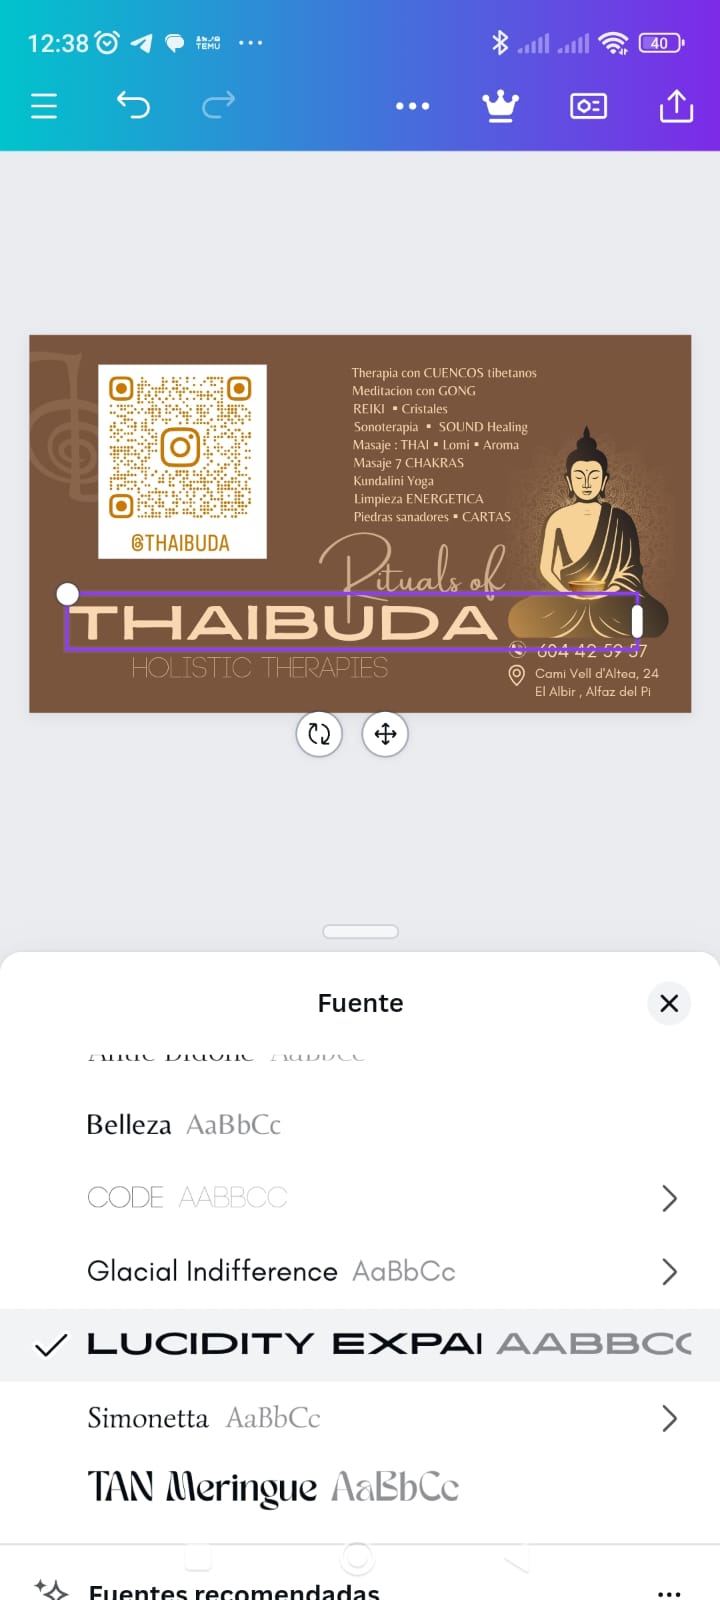 12:38
TEMU
40
Therapia con CUENCOS tibetanos
Meditacion con GONG
REIKI ▪ Cristales
Sonoterapia ▪ SOUND Healing
Masaje : THAI ▪ Lomi ▪ Aroma
Masaje 7 CHAKRAS
Kundalini Yoga
Limpieza ENERGETICA
Piedras sanadores ▪ CARTAS
@THAIBUDA
Rituals of
THAIBUDA
HOLISTIC THERAPIES
604 42 59 57
Cami Vell d'Altea, 24
El Albir , Alfaz del Pi
Fuente
Belleza AaBbCc
CODE AABBCC
Glacial Indifference AaBbCc
LUCIDITY EXPAI AABBCC
Simonetta AaBbCc
TAN Meringue AaBbCc
Fuentes recomendadas